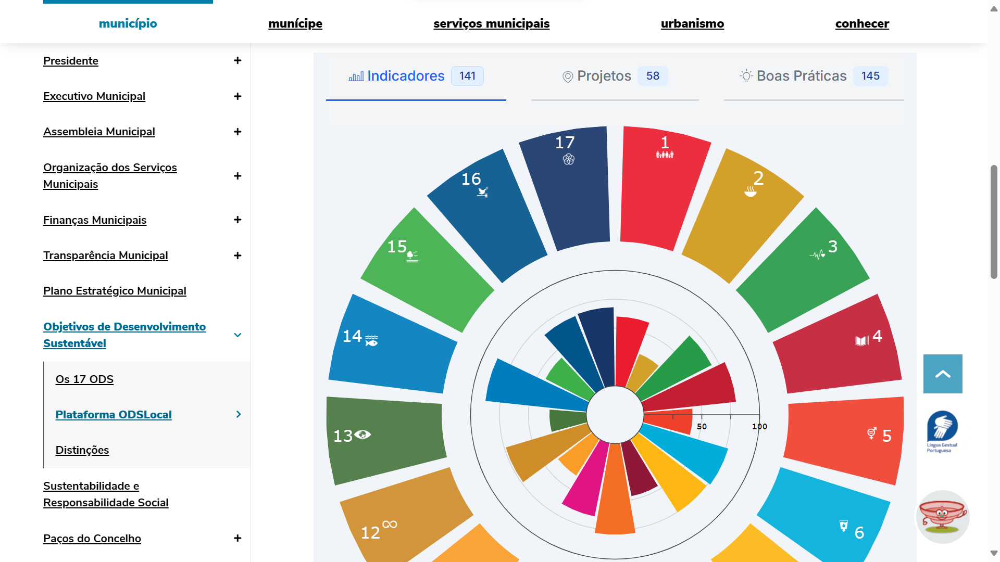 município
munícipe
serviços municipais
urbanismo
conhecer
Presidente
Executivo Municipal
Assembleia Municipal
Organização dos Serviços
Municipais
Finanças Municipais
Transparência Municipal
Plano Estratégico Municipal
Objetivos de Desenvolvimento
Sustentável
Os 17 ODS
Plataforma ODSLocal
Distinções
Sustentabilidade e
Responsabilidade Social
Paços do Concelho
Indicadores 141
Projetos 58
Boas Práticas 145
17
1
16
2
15
3
14
4
13
5
12
6
50
100
Língua Gestual
Portuguesa